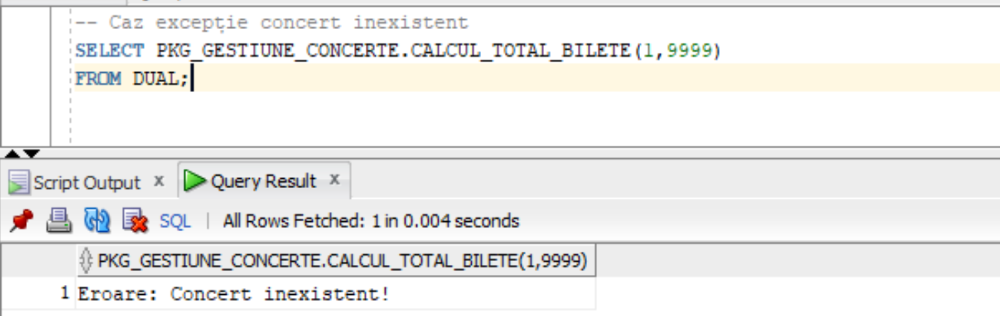 -- Caz excepție concert inexistent
SELECT PKG_GESTIUNE_CONCERTE.CALCUL_TOTAL_BILETE(1,9999)
FROM DUAL;
Script Output x Query Result x
SQL | All Rows Fetched: 1 in 0.004 seconds
PKG_GESTIUNE_CONCERTE.CALCUL_TOTAL_BILETE(1,9999)
1 Eroare: Concert inexistent!